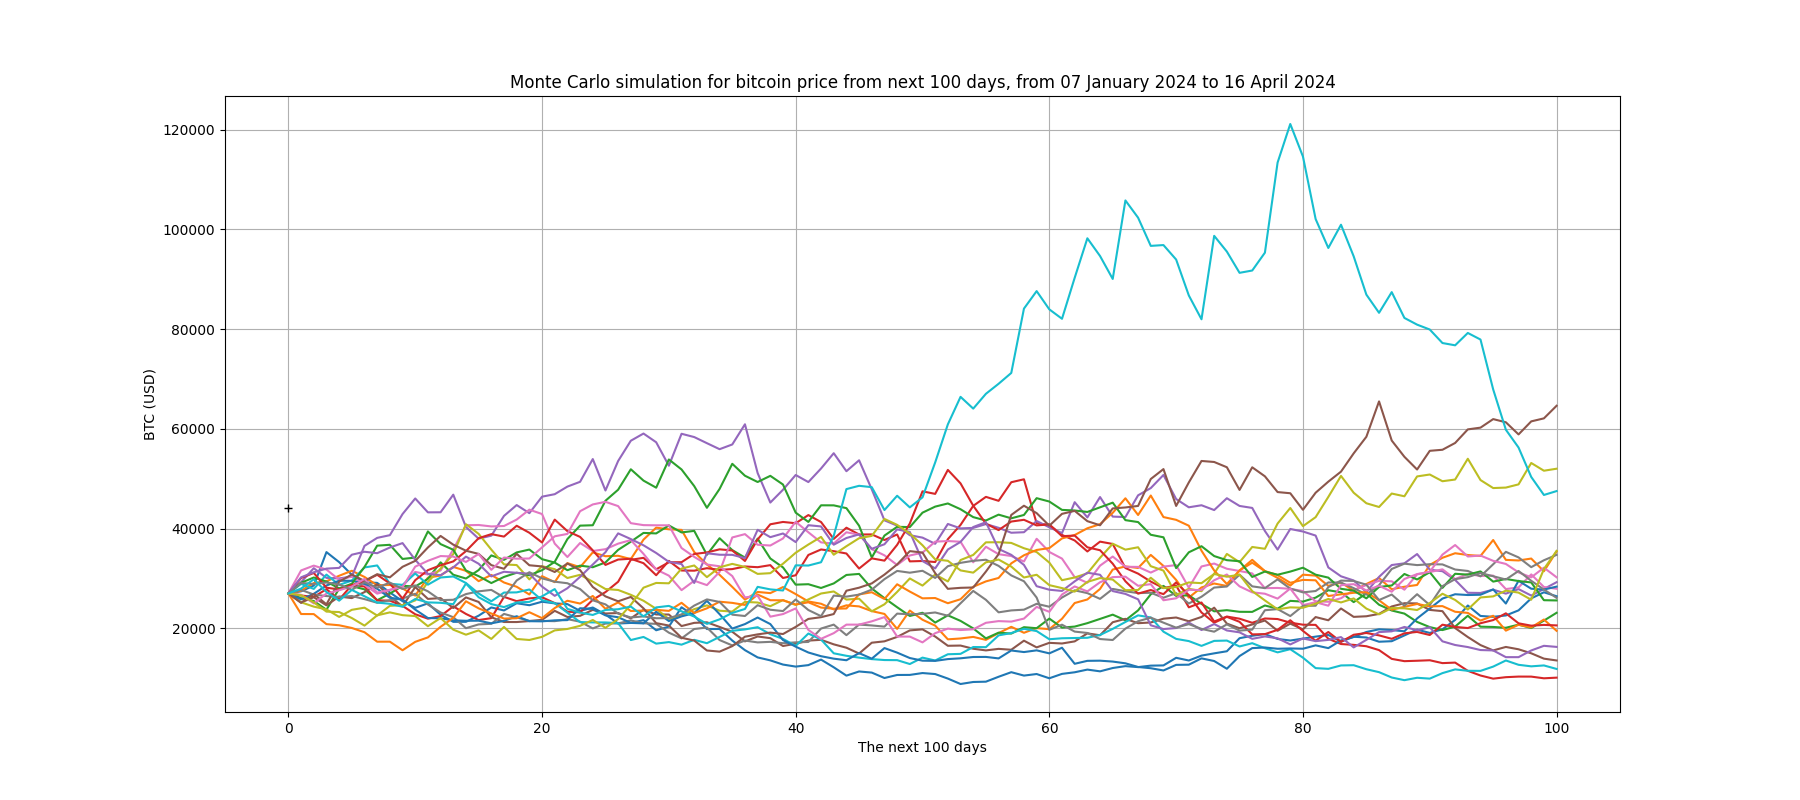 Monte Carlo simulation for bitcoin price from next 100 days, from 07 January 2024 to 16 April 2024
120000
100000
80000
60000
40000
20000
BTC (USD)
0 20 40 60 80 100
The next 100 days